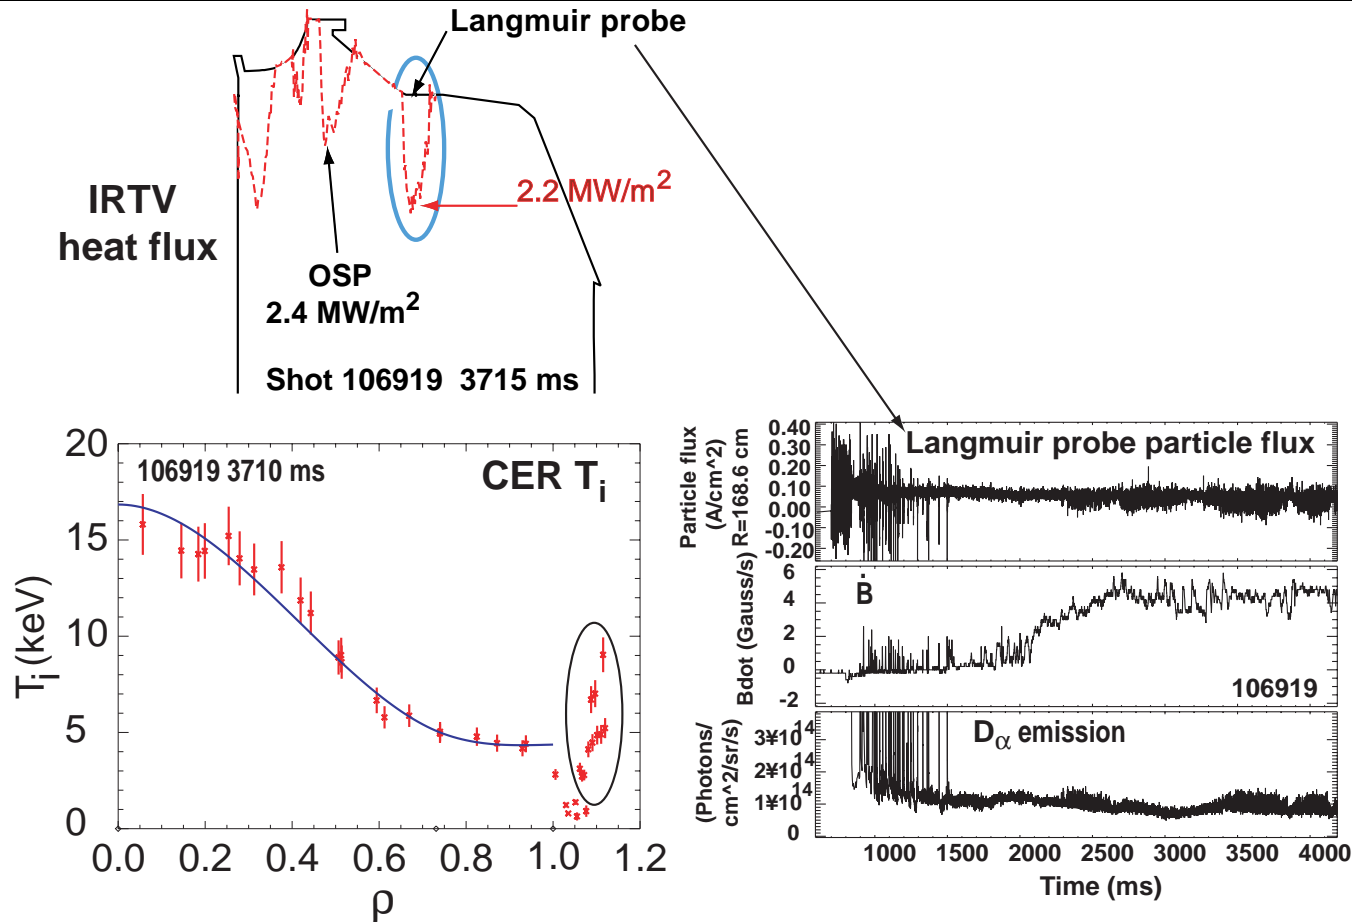 Langmuir probe
IRTV
heat flux
2.2 MW/m2
OSP
2.4 MW/m2
Shot 106919 3715 ms
106919 3710 ms
CER Ti
Ti (keV)
20
15
10
5
0
0.0 0.2 0.4 0.6 0.8 1.0 1.2
ρ
Langmuir probe particle flux
Particle flux
(A/cm^2)
R=168.6 cm
0.40
0.30
0.20
0.10
0.00
-0.10
-0.20
Ḃ
Bdot (Gauss/s)
6
4
2
0
-2
106919
Dα emission
(Photons/
cm^2/sr/s)
3¥10 14
2¥10 14
1¥10 14
0
1000 1500 2000 2500 3000 3500 4000
Time (ms)